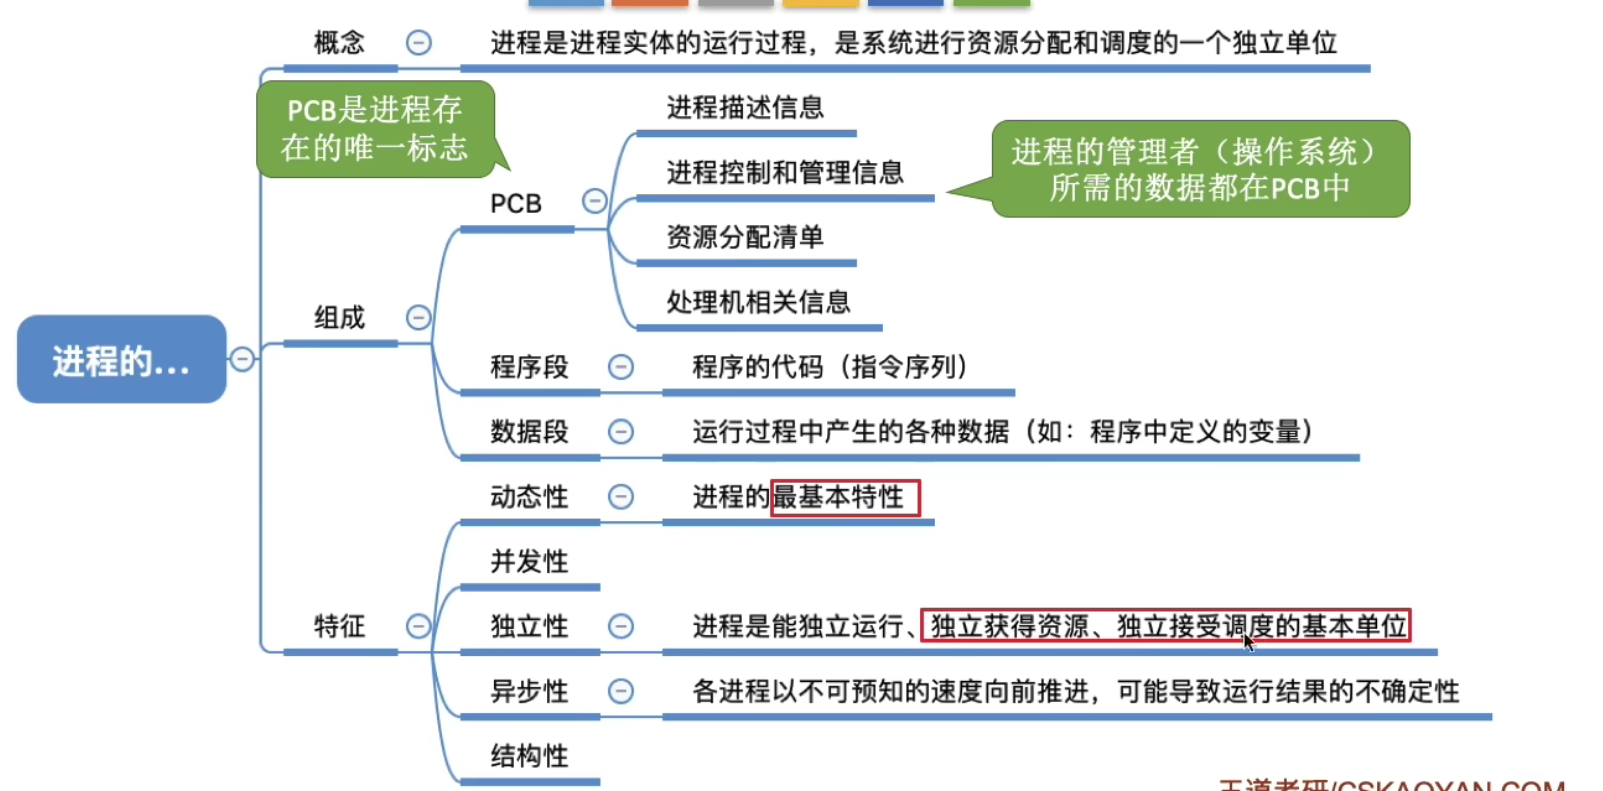 概念
进程是进程实体的运行过程，是系统进行资源分配和调度的一个独立单位
PCB是进程存
在的唯一标志
进程描述信息
进程控制和管理信息
进程的管理者（操作系统）
所需的数据都在PCB中
PCB
资源分配清单
处理机相关信息
组成
进程的...
程序段
程序的代码（指令序列）
数据段
运行过程中产生的各种数据（如：程序中定义的变量）
动态性
进程的最基本特性
并发性
特征
独立性
进程是能独立运行、独立获得资源、独立接受调度的基本单位
异步性
各进程以不可预知的速度向前推进，可能导致运行结果的不确定性
结构性
王道考研/CSKAOYAN.COM